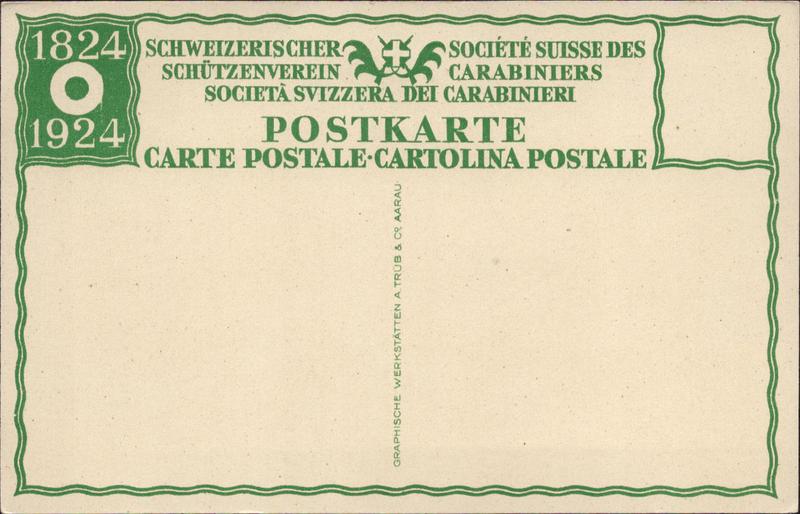 1824
1924
SCHWEIZERISCHER
SCHÜTZENVEREIN
SOCIÉTÉ SUISSE DES
CARABINIERS
SOCIETÀ SVIZZERA DEI CARABINIERI
POSTKARTE
CARTE POSTALE·CARTOLINA POSTALE
GRAPHISCHE WERKSTÄTTEN A. TRÜB & Co. AARAU.